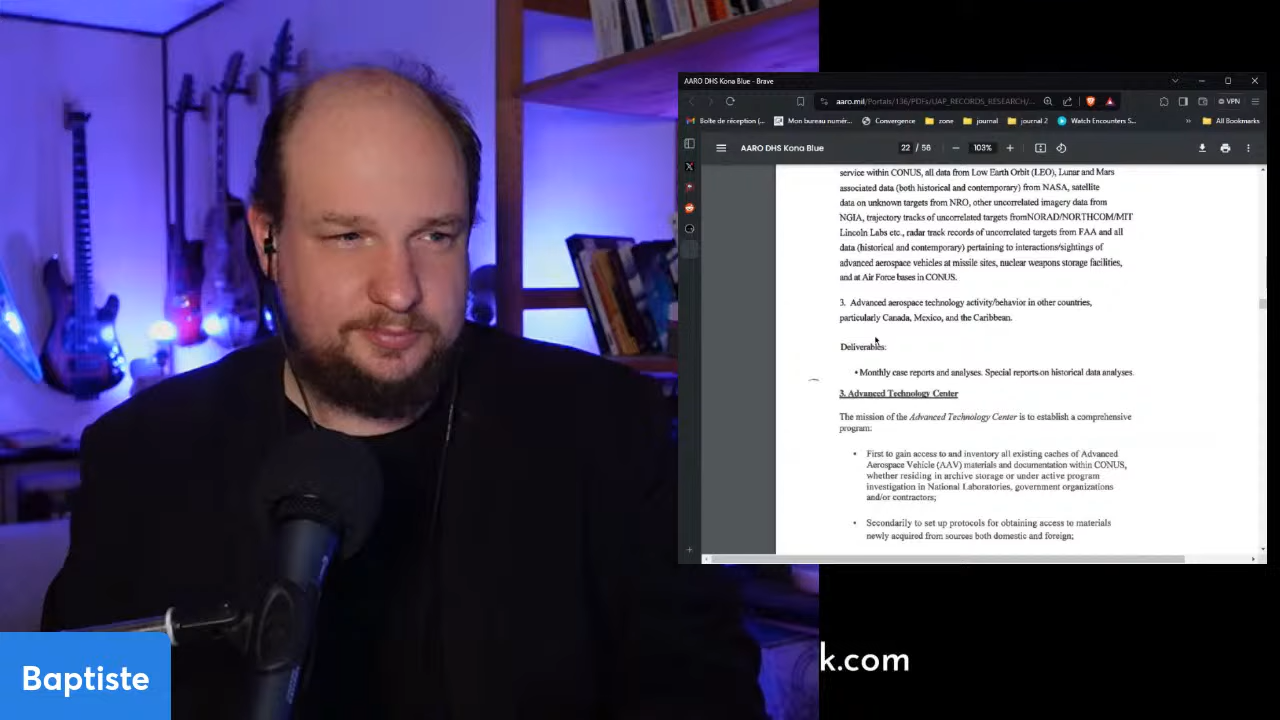 AARO DHS Kona Blue - Brave
aaro.mil/Portals/136/PDFs/UAP_RECORDS_RESEARCH/...
VPN
Boîte de réception (...
Mon bureau numér...
Convergence
zone
journal
journal 2
Watch Encounters S...
All Bookmarks
AARO DHS Kona Blue
22 / 58
103%
service within CONUS, all data from Low Earth Orbit (LEO), Lunar and Mars
associated data (both historical and contemporary) from NASA, satellite
data on unknown targets from NRO, other uncorrelated imagery data from
NGIA, trajectory tracks of uncorrelated targets fromNORAD/NORTHCOM/MIT
Lincoln Labs etc., radar track records of uncorrelated targets from FAA and all
data (historical and contemporary) pertaining to interactions/sightings of
advanced aerospace vehicles at missile sites, nuclear weapons storage facilities,
and at Air Force bases in CONUS.
3. Advanced aerospace technology activity/behavior in other countries,
particularly Canada, Mexico, and the Caribbean.
Deliverables:
• Monthly case reports and analyses. Special reports on historical data analyses.
3. Advanced Technology Center
The mission of the Advanced Technology Center is to establish a comprehensive
program:
• First to gain access to and inventory all existing caches of Advanced
Aerospace Vehicle (AAV) materials and documentation within CONUS,
whether residing in archive storage or under active program
investigation in National Laboratories, government organizations
and/or contractors;
• Secondarily to set up protocols for obtaining access to materials
newly acquired from sources both domestic and foreign;
Baptiste
k.com